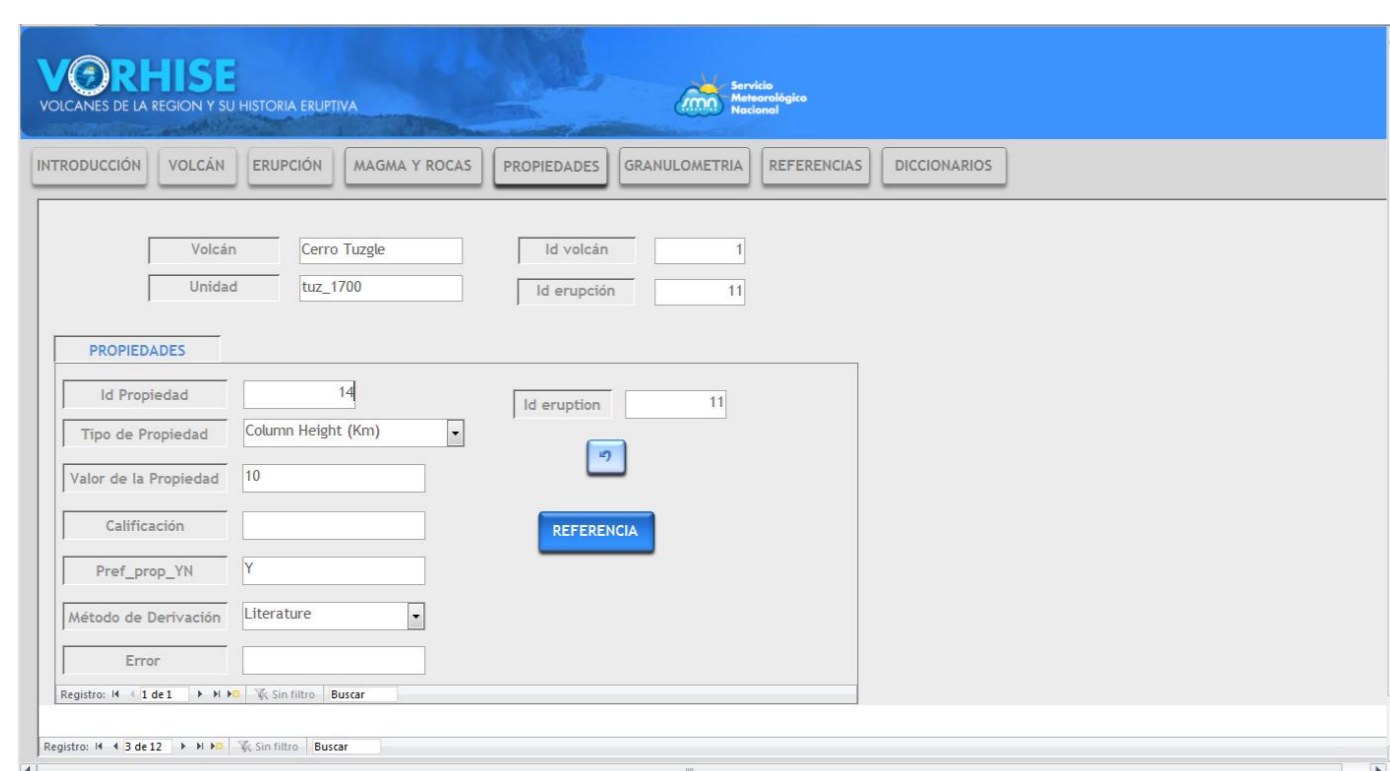 VORHISE
VOLCANES DE LA REGION Y SU HISTORIA ERUPTIVA
smn
Servicio
Meteorológico
Nacional
INTRODUCCIÓN VOLCÁN ERUPCIÓN MAGMA Y ROCAS PROPIEDADES GRANULOMETRIA REFERENCIAS DICCIONARIOS
Volcán Cerro Tuzgle Id volcán 1
Unidad tuz_1700 Id erupción 11
PROPIEDADES
Id Propiedad 14 Id eruption 11
Tipo de Propiedad Column Height (Km)
Valor de la Propiedad 10
Calificación
REFERENCIA
Pref_prop_YN Y
Método de Derivación Literature
Error
Registro: 1 de 1 Sin filtro Buscar
Registro: 3 de 12 Sin filtro Buscar